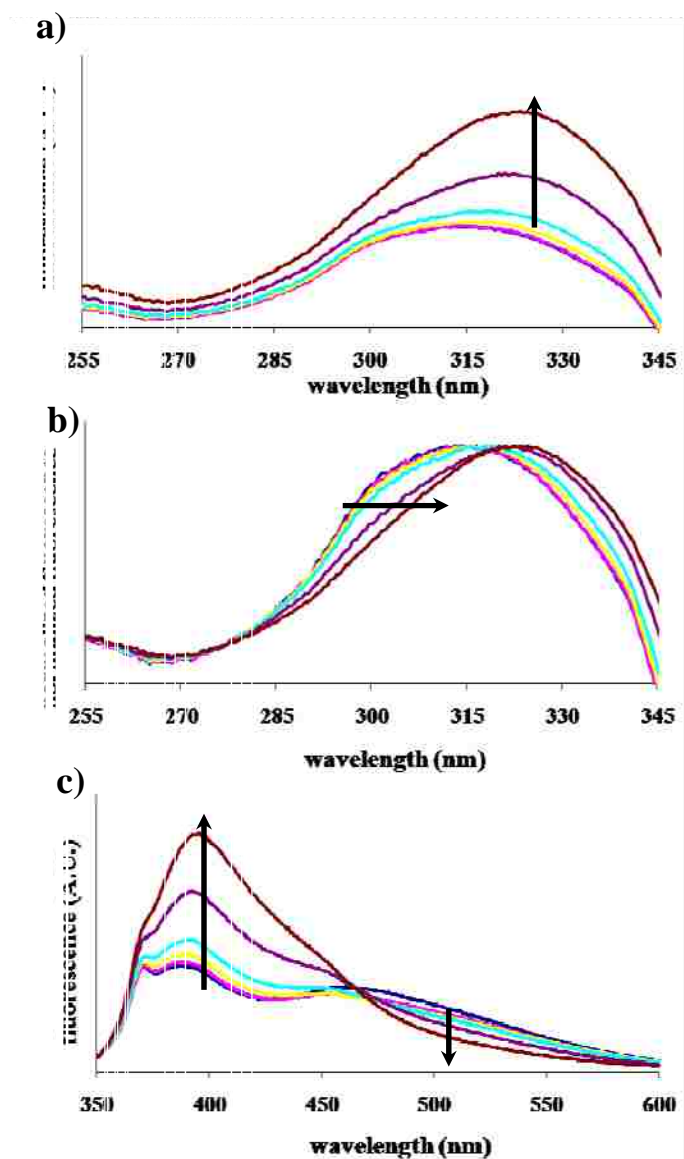 a)
255 270 285 300 315 330 345
wavelength (nm)
b)
fluorescence
255 270 285 300 315 330 345
wavelength (nm)
c)
fluorescence (A.U.)
350 400 450 500 550 600
wavelength (nm)